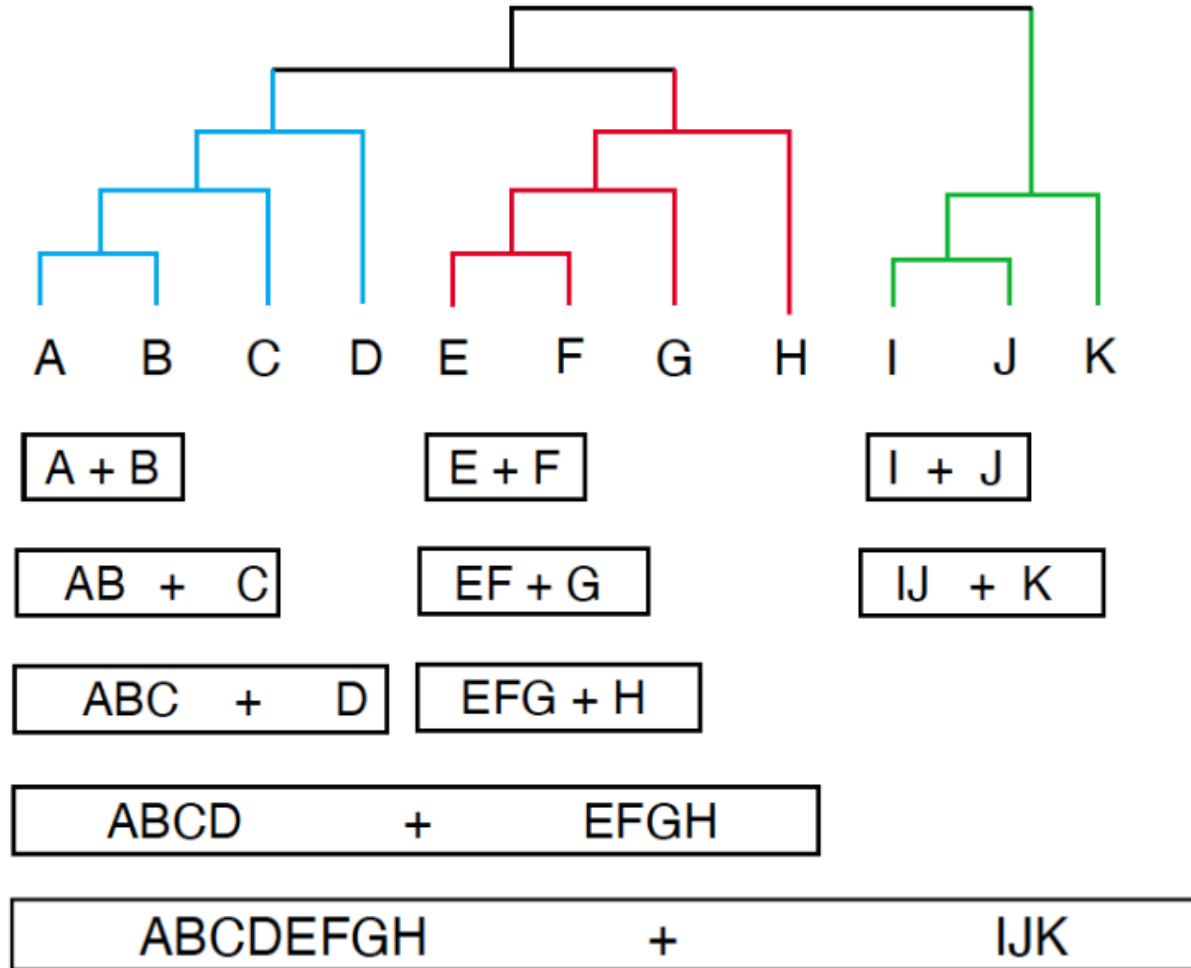 A B C D E F G H I J K
A + B E + F I + J
AB + C EF + G IJ + K
ABC + D EFG + H
ABCD + EFGH
ABCDEFGH + IJK